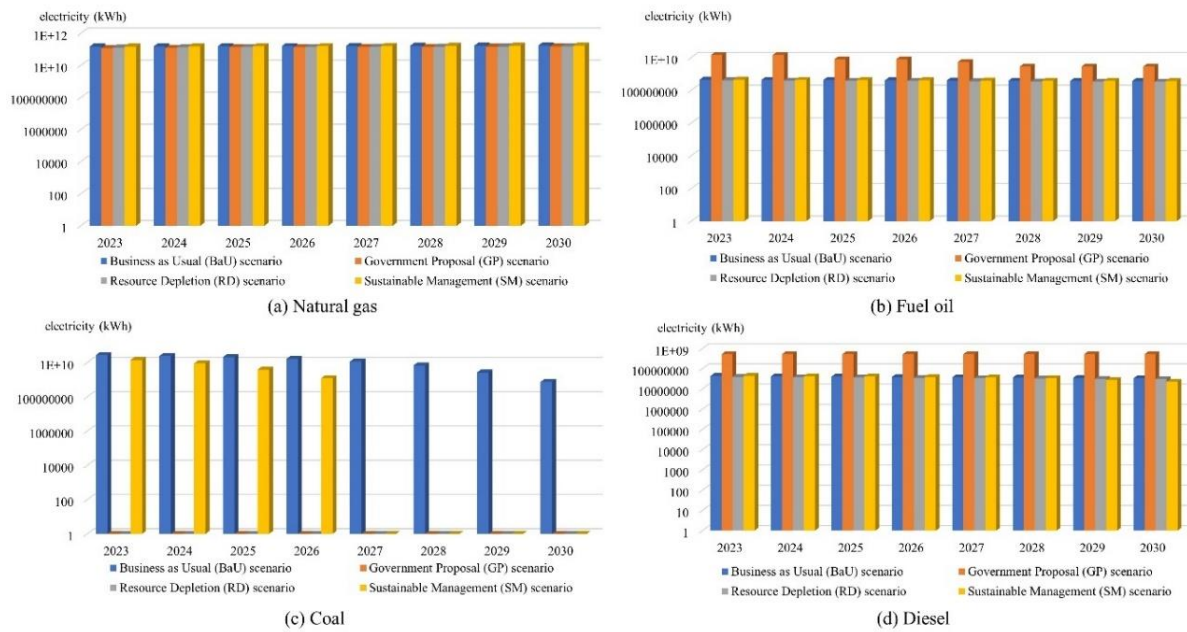 electricity (kWh)
1E+12
1E+10
100000000
1000000
10000
100
1
2023 2024 2025 2026 2027 2028 2029 2030
Business as Usual (BaU) scenario Government Proposal (GP) scenario
Resource Depletion (RD) scenario Sustainable Management (SM) scenario
(a) Natural gas
electricity (kWh)
1E+10
100000000
1000000
10000
100
1
2023 2024 2025 2026 2027 2028 2029 2030
Business as Usual (BaU) scenario Government Proposal (GP) scenario
Resource Depletion (RD) scenario Sustainable Management (SM) scenario
(b) Fuel oil
electricity (kWh)
1E+10
100000000
1000000
10000
100
1
2023 2024 2025 2026 2027 2028 2029 2030
Business as Usual (BaU) scenario Government Proposal (GP) scenario
Resource Depletion (RD) scenario Sustainable Management (SM) scenario
(c) Coal
electricity (kWh)
1E+09
100000000
10000000
1000000
100000
10000
1000
100
10
1
2023 2024 2025 2026 2027 2028 2029 2030
Business as Usual (BaU) scenario Government Proposal (GP) scenario
Resource Depletion (RD) scenario Sustainable Management (SM) scenario
(d) Diesel